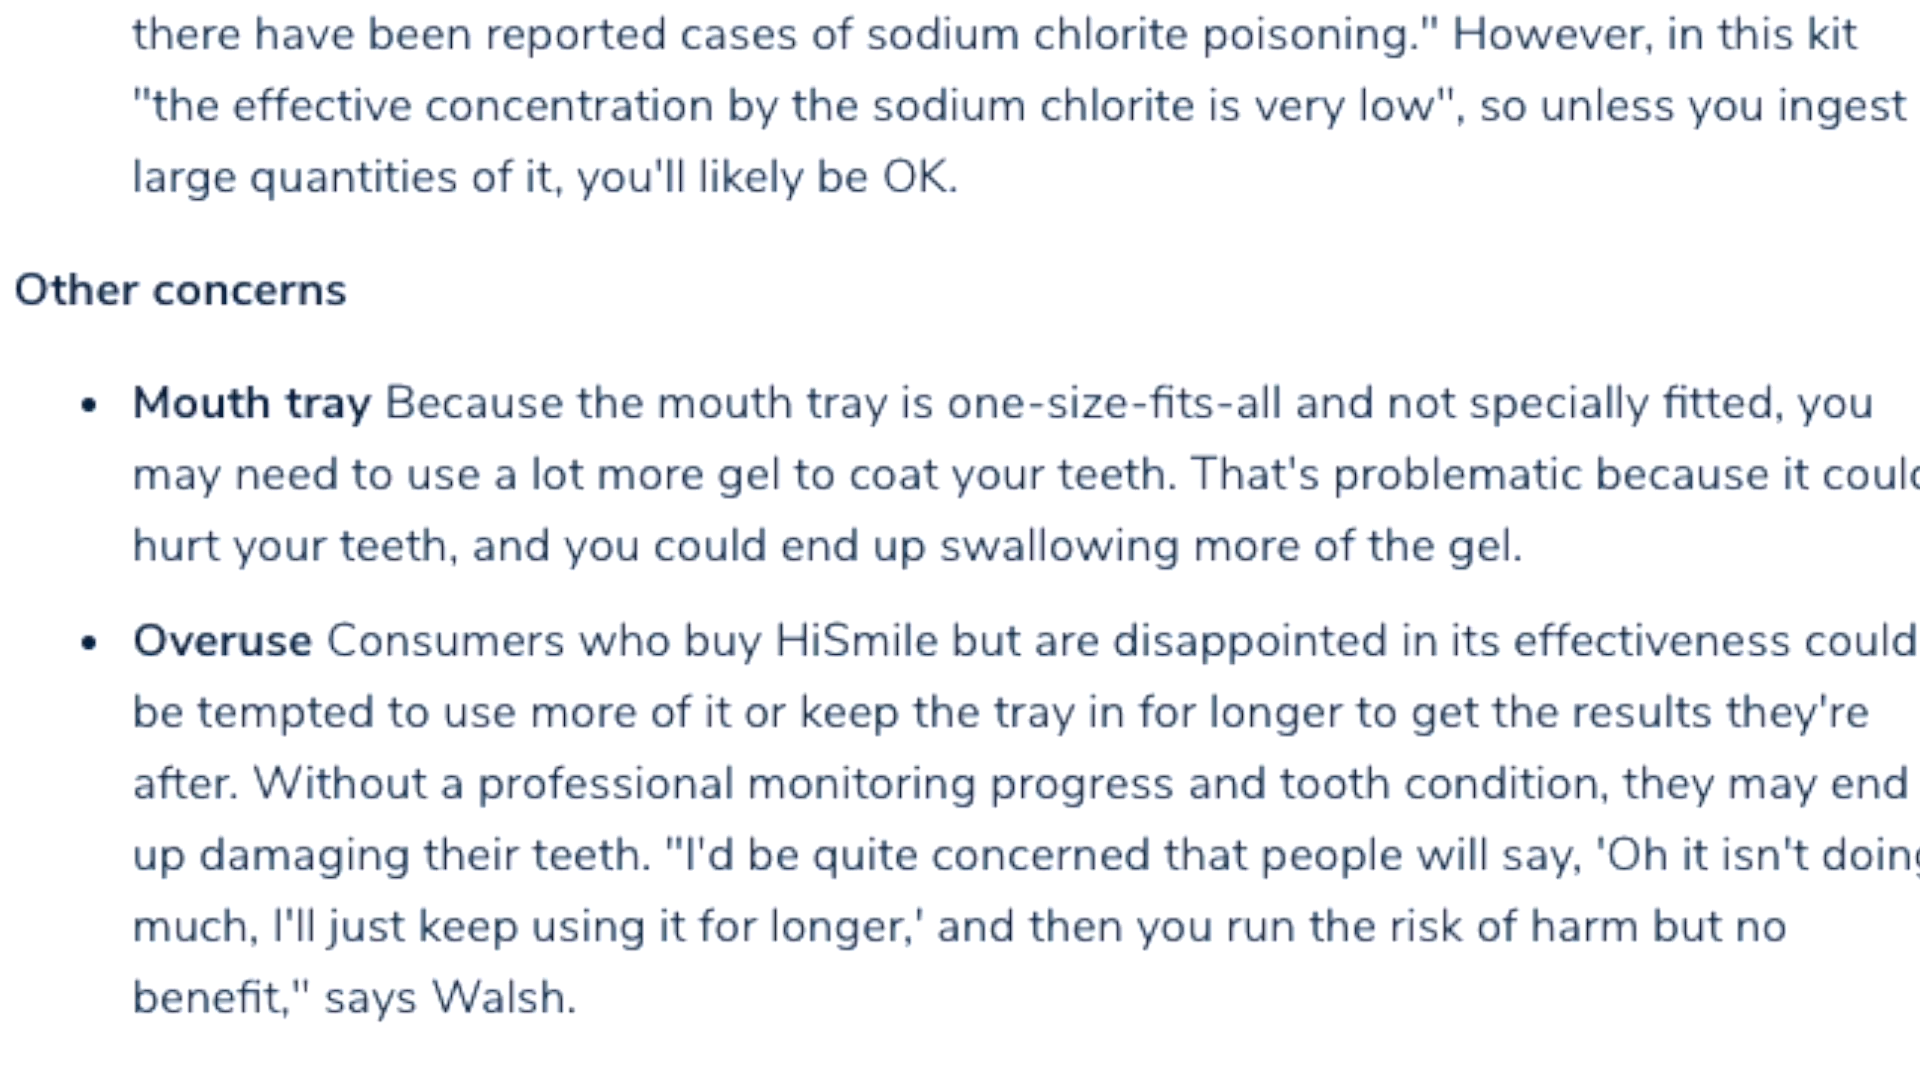 there have been reported cases of sodium chlorite poisoning." However, in this kit
"the effective concentration by the sodium chlorite is very low", so unless you ingest
large quantities of it, you'll likely be OK.
Other concerns
• Mouth tray Because the mouth tray is one-size-fits-all and not specially fitted, you
may need to use a lot more gel to coat your teeth. That's problematic because it could
hurt your teeth, and you could end up swallowing more of the gel.
• Overuse Consumers who buy HiSmile but are disappointed in its effectiveness could
be tempted to use more of it or keep the tray in for longer to get the results they're
after. Without a professional monitoring progress and tooth condition, they may end
up damaging their teeth. "I'd be quite concerned that people will say, 'Oh it isn't doing
much, I'll just keep using it for longer,' and then you run the risk of harm but no
benefit," says Walsh.